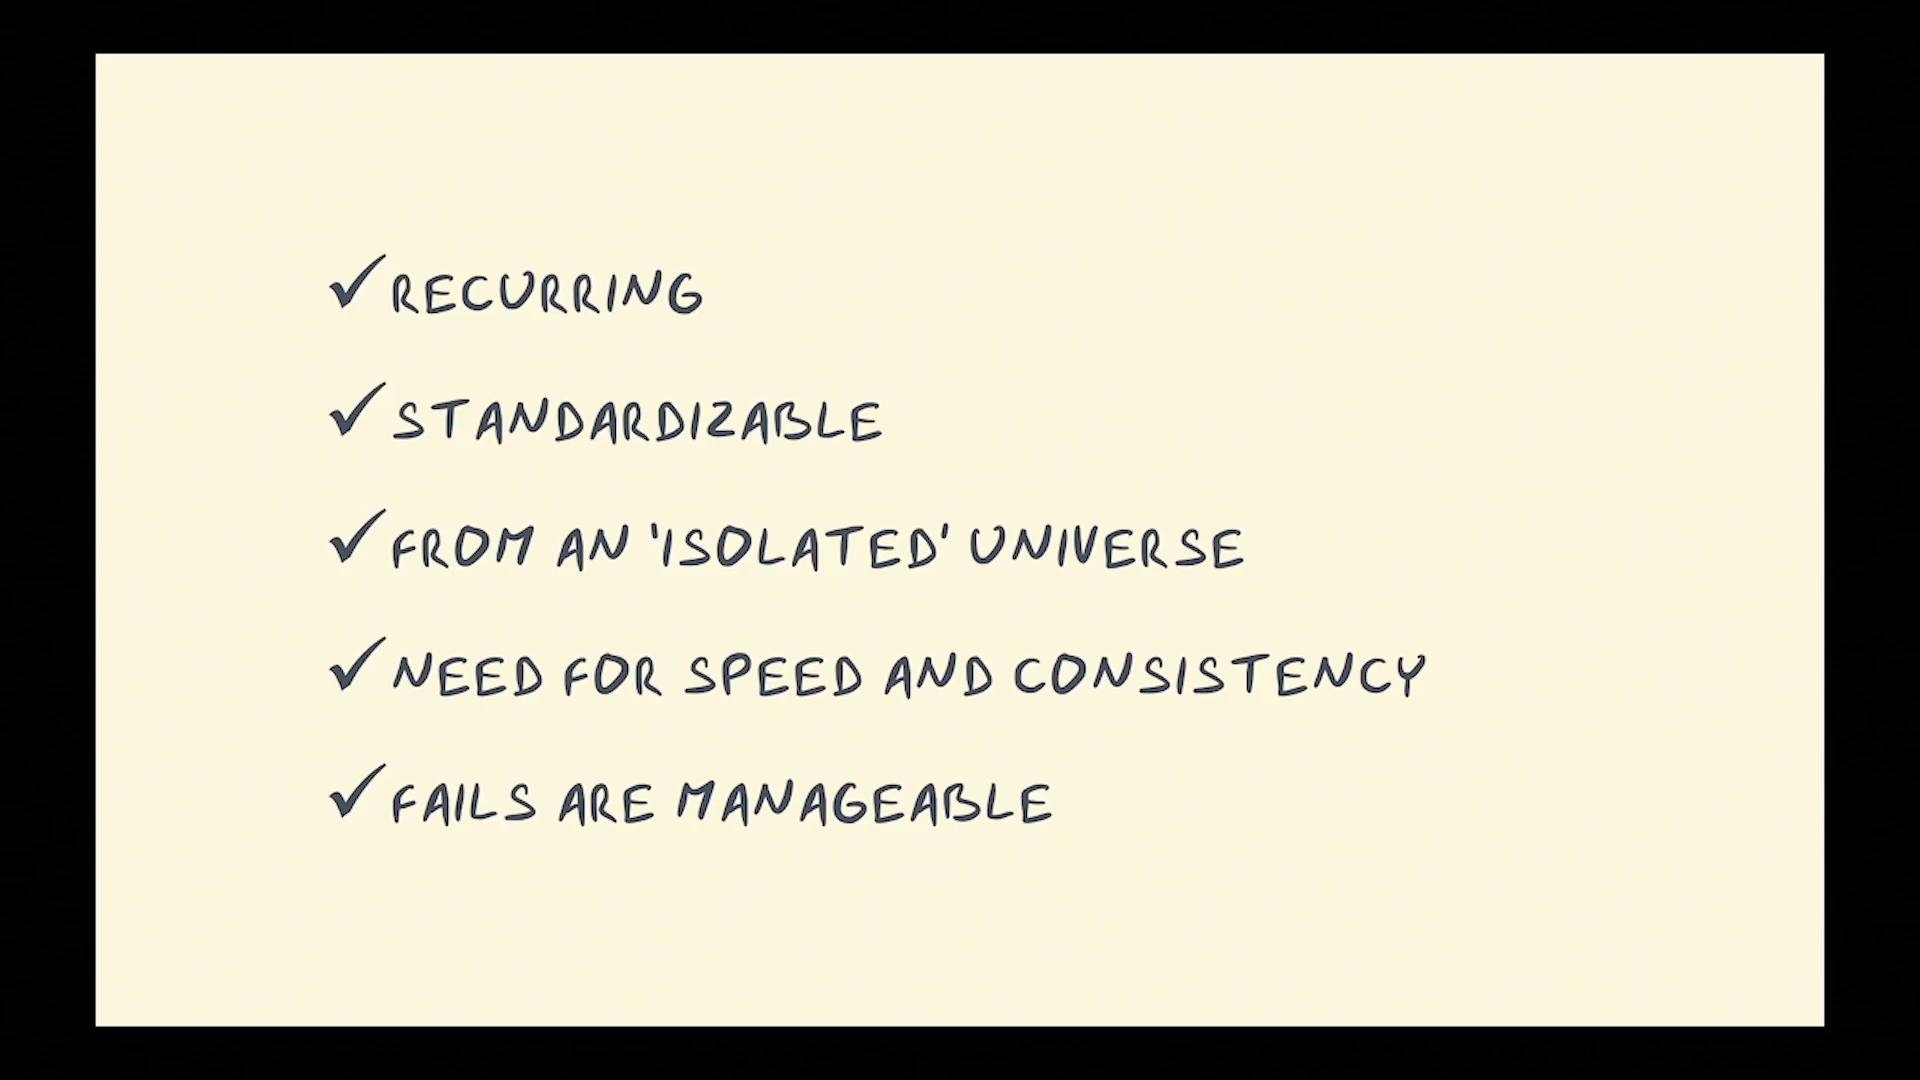 ✓RECURRING
✓STANDARDIZABLE
✓FROM AN 'ISOLATED' UNIVERSE
✓NEED FOR SPEED AND CONSISTENCY
✓FAILS ARE MANAGEABLE